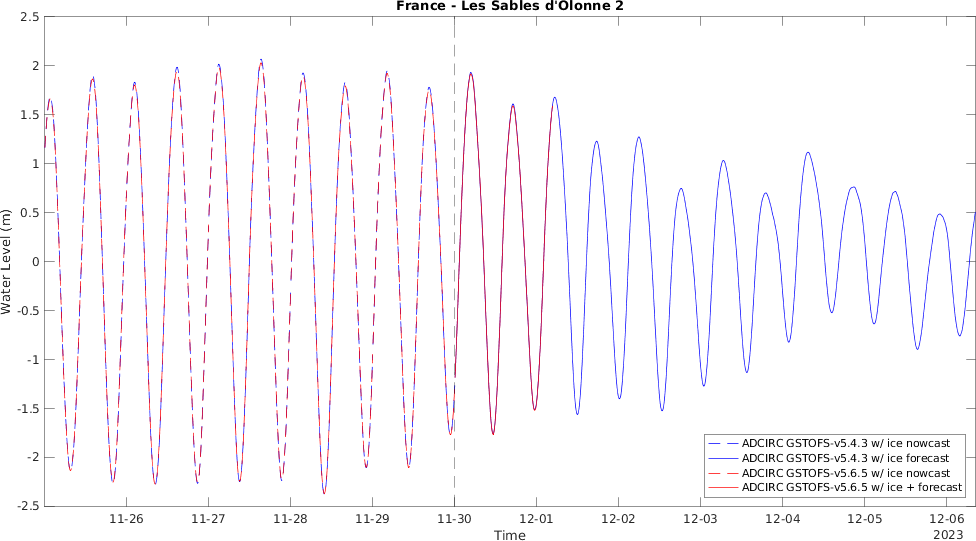 France - Les Sables d'Olonne 2
2.5
2
1.5
1
0.5
0
-0.5
-1
-1.5
-2
-2.5
Water Level (m)
ADCIRC GSTOFS-v5.4.3 w/ ice nowcast
ADCIRC GSTOFS-v5.4.3 w/ ice forecast
ADCIRC GSTOFS-v5.6.5 w/ ice nowcast
ADCIRC GSTOFS-v5.6.5 w/ ice + forecast
11-26 11-27 11-28 11-29 11-30 12-01 12-02 12-03 12-04 12-05 12-06
2023
Time